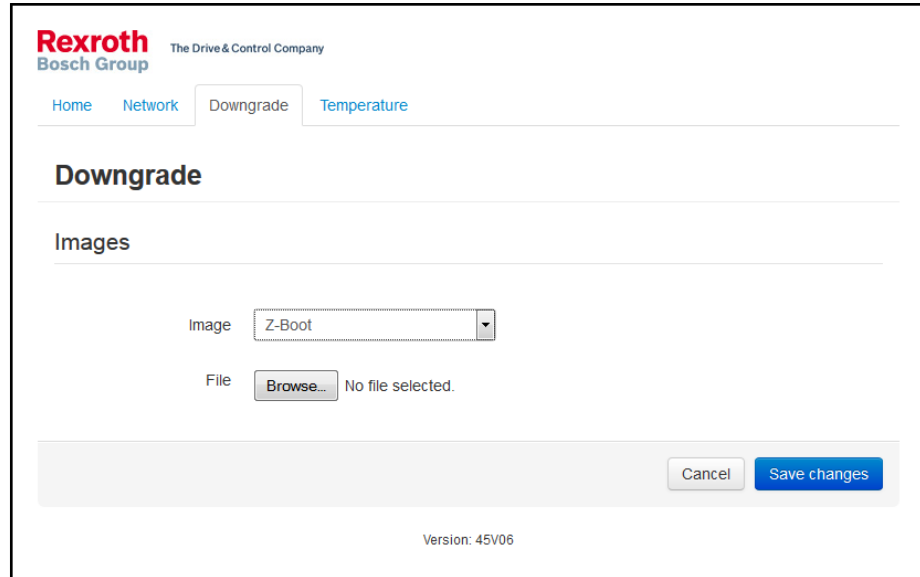 Rexroth
Bosch Group
The Drive & Control Company
Home Network Downgrade Temperature
Downgrade
Images
Image Z-Boot
File Browse... No file selected.
Cancel Save changes
Version: 45V06